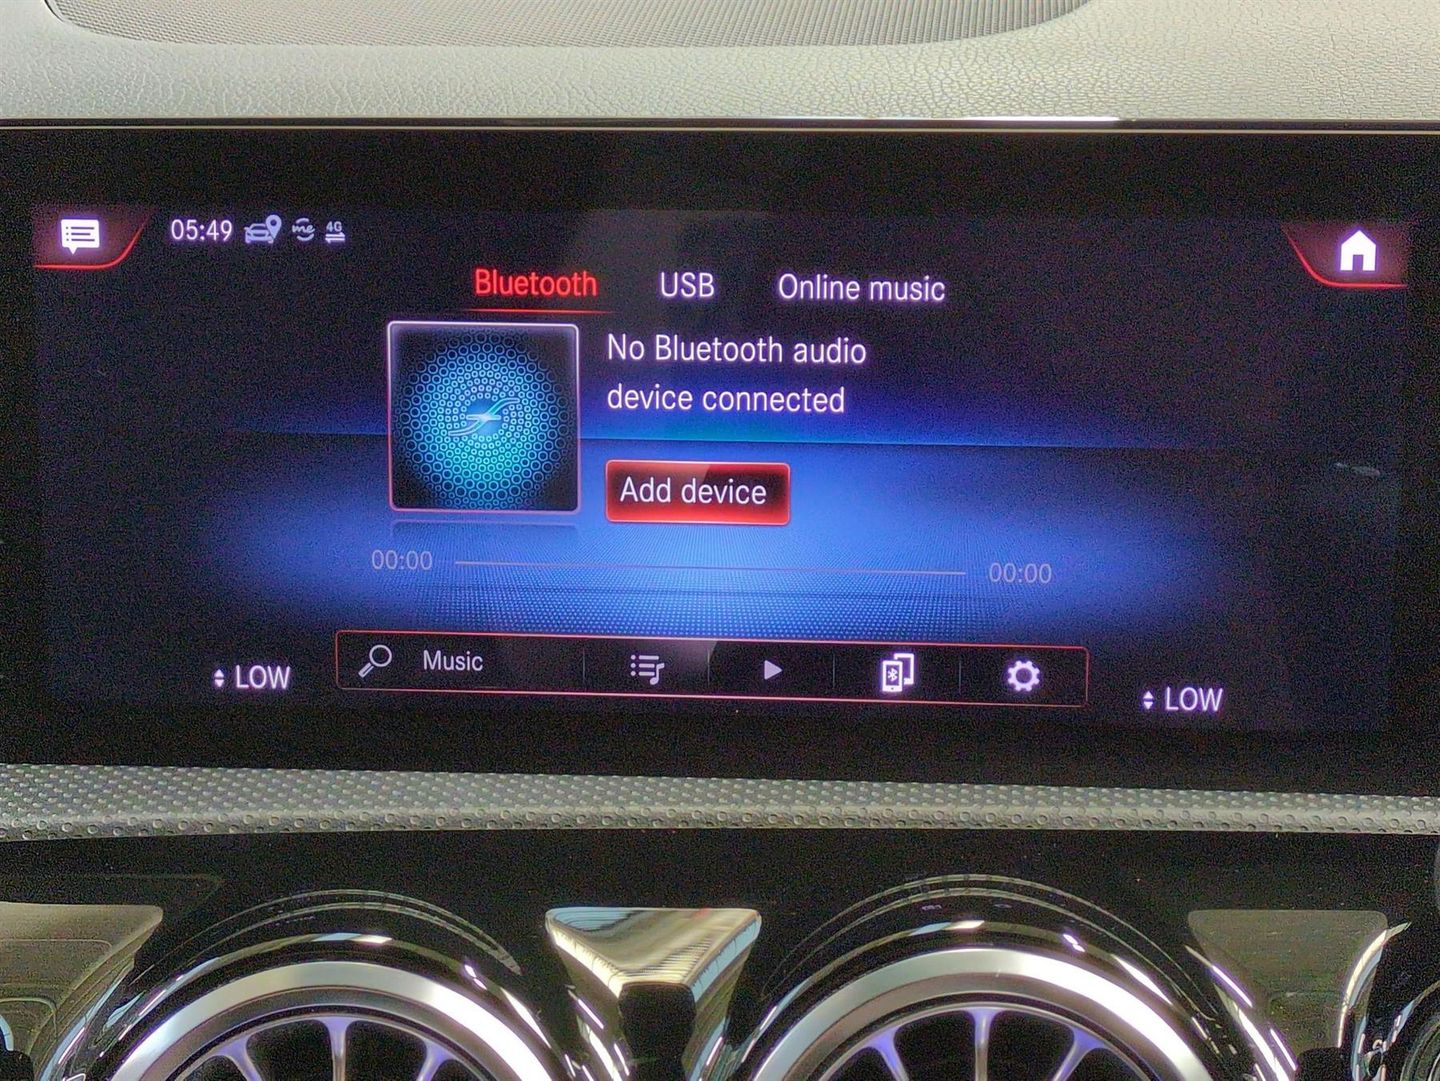 05:49 me 4G
Bluetooth USB Online music
No Bluetooth audio
device connected
Add device
00:00 00:00
Music
LOW LOW